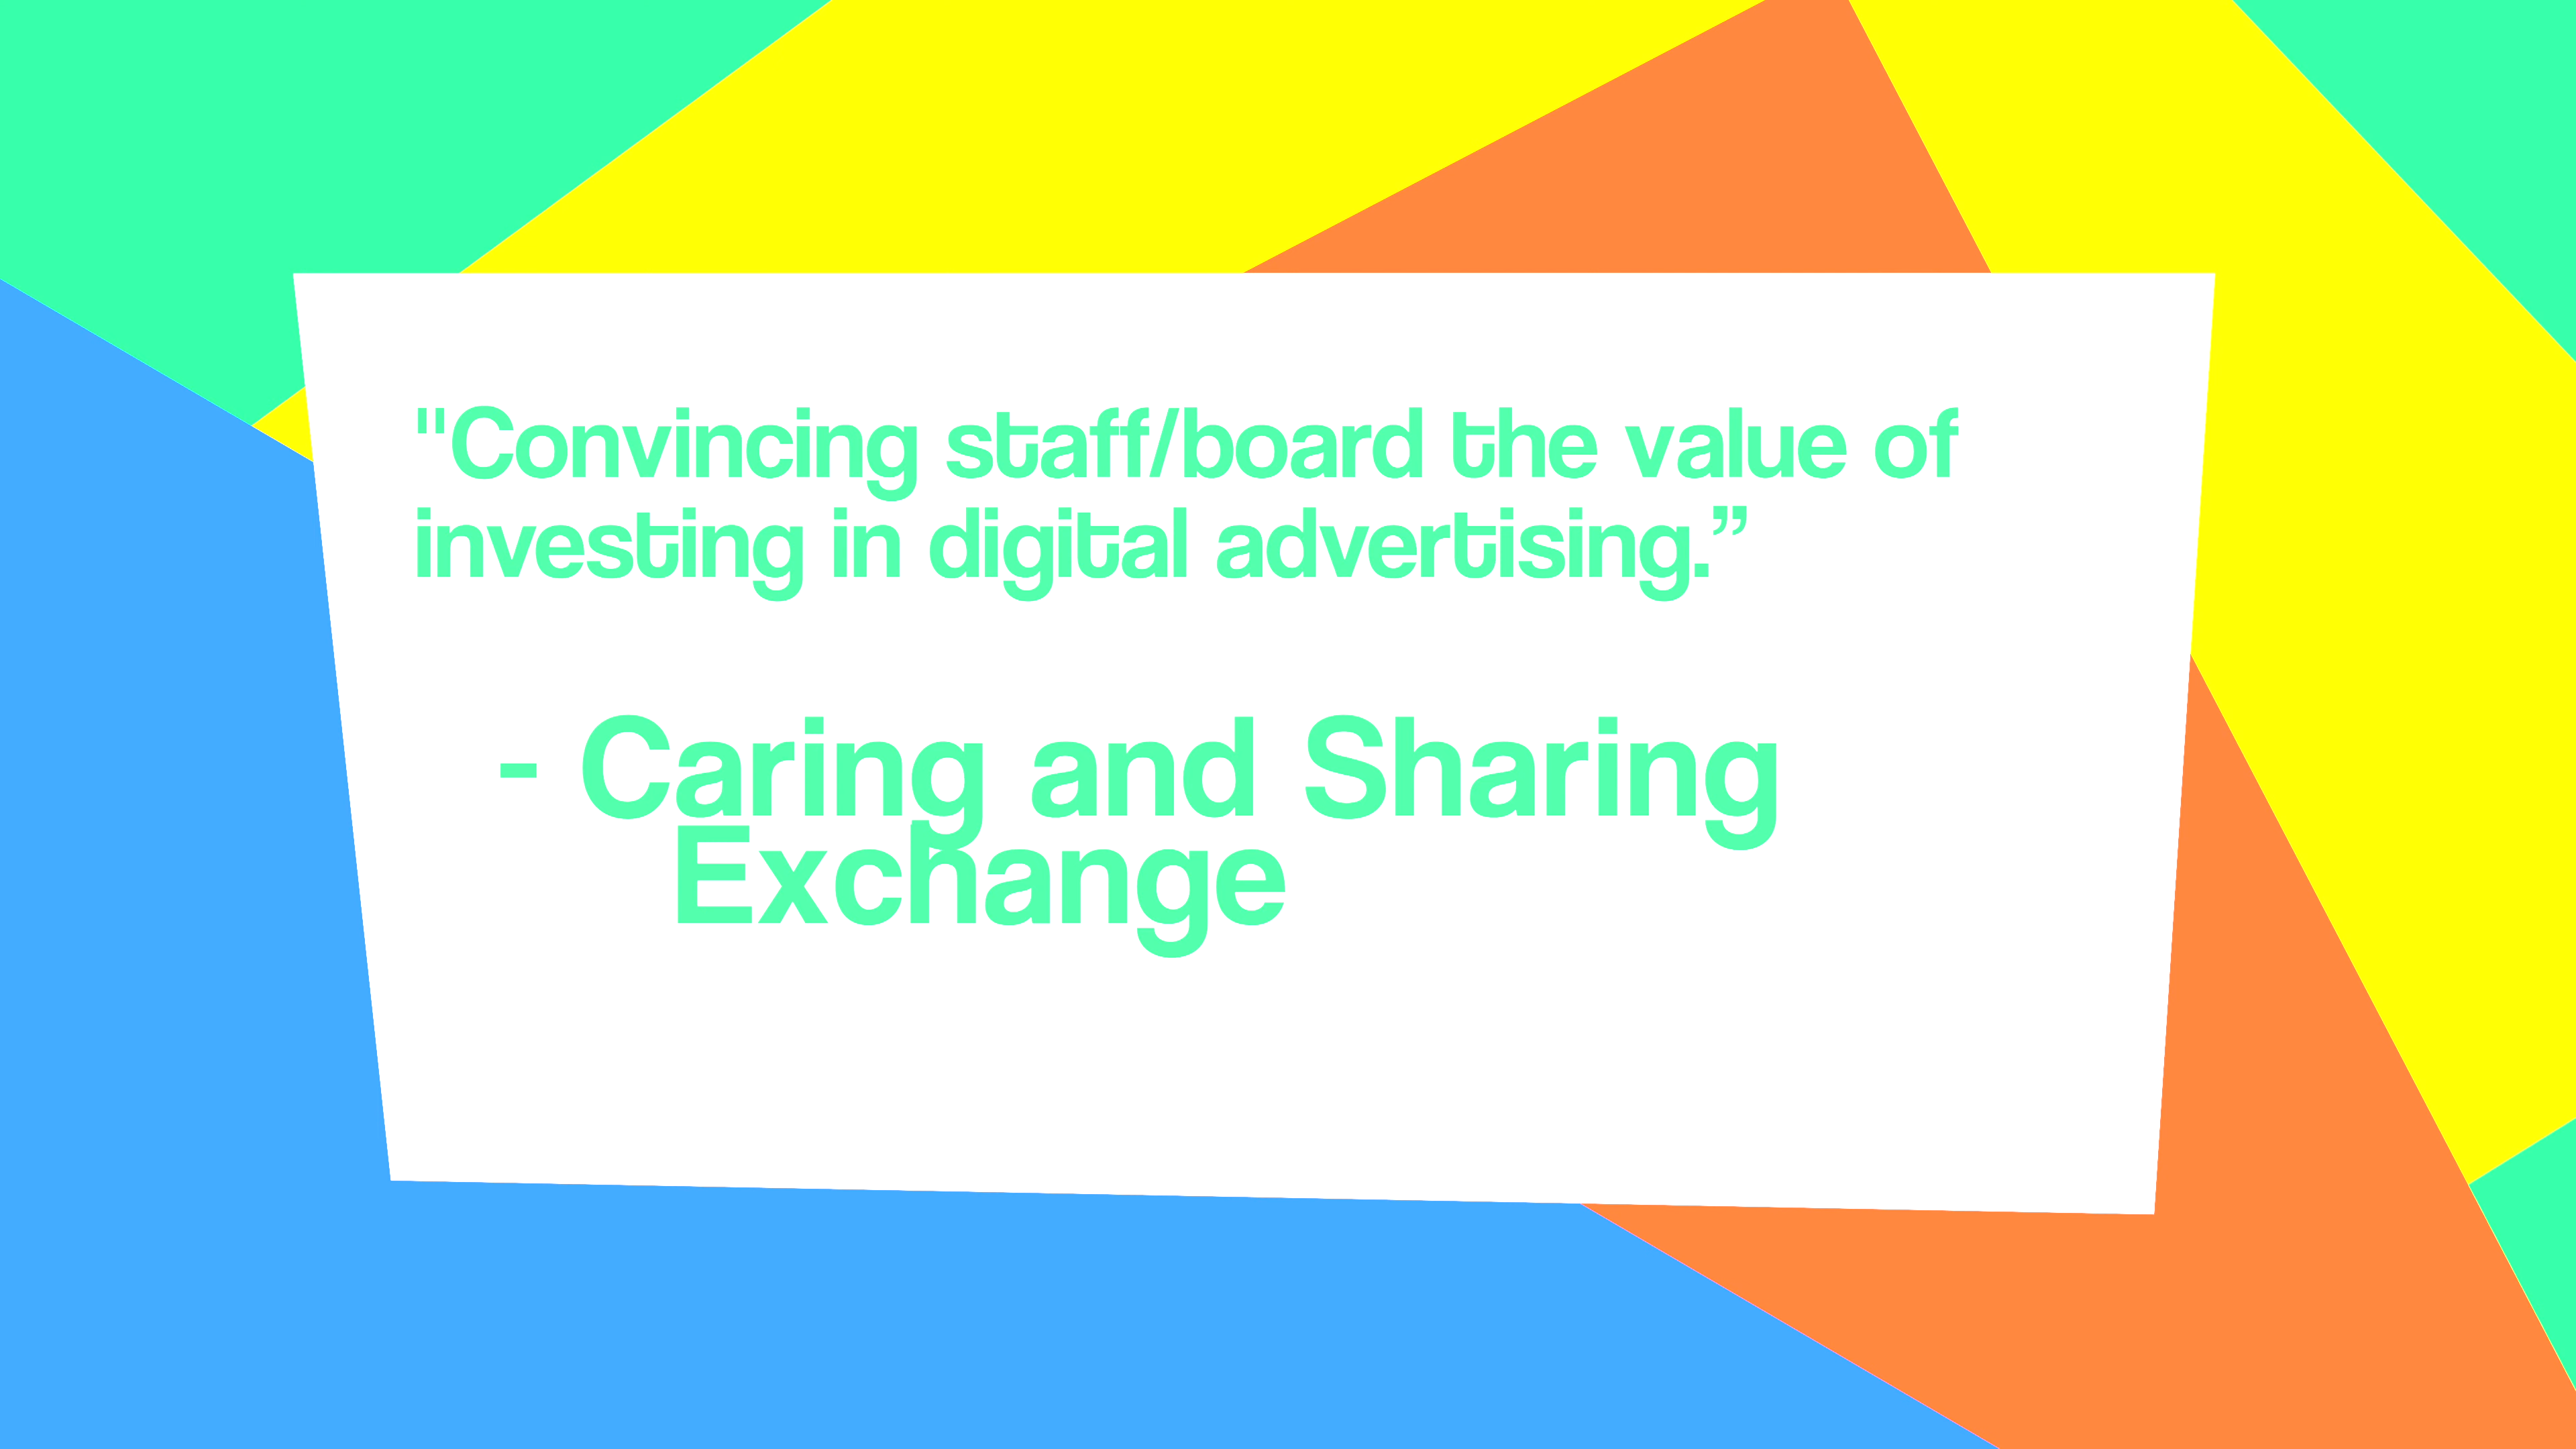 "Convincing staff/board the value of
investing in digital advertising.”
- Caring and Sharing
Exchange